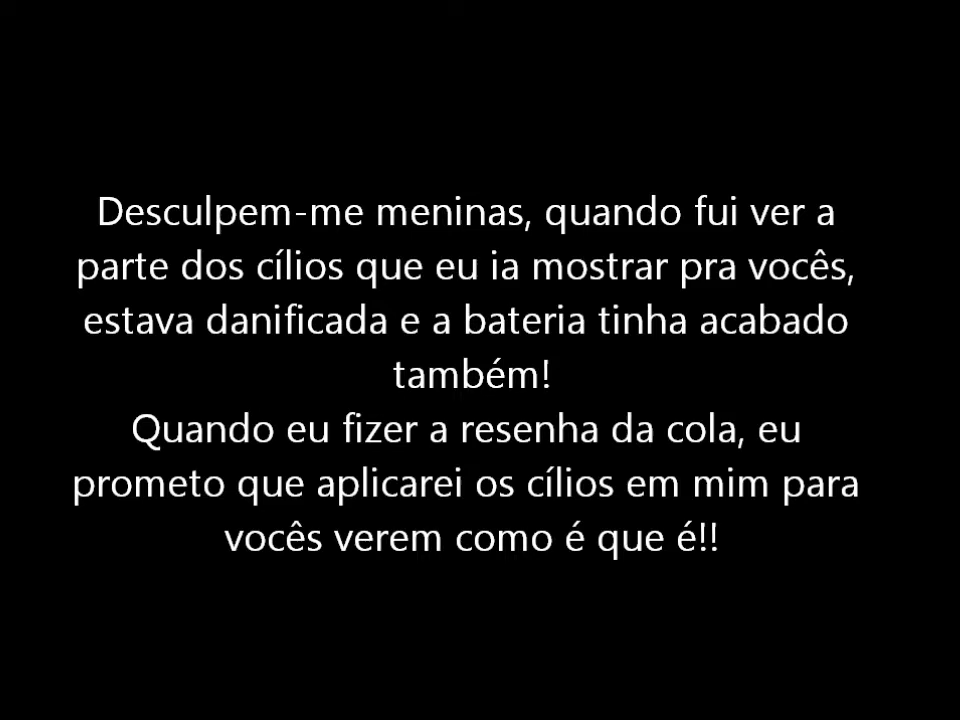 Desculpem-me meninas, quando fui ver a
parte dos cílios que eu ia mostrar pra vocês,
estava danificada e a bateria tinha acabado
também!
Quando eu fizer a resenha da cola, eu
prometo que aplicarei os cílios em mim para
vocês verem como é que é!!